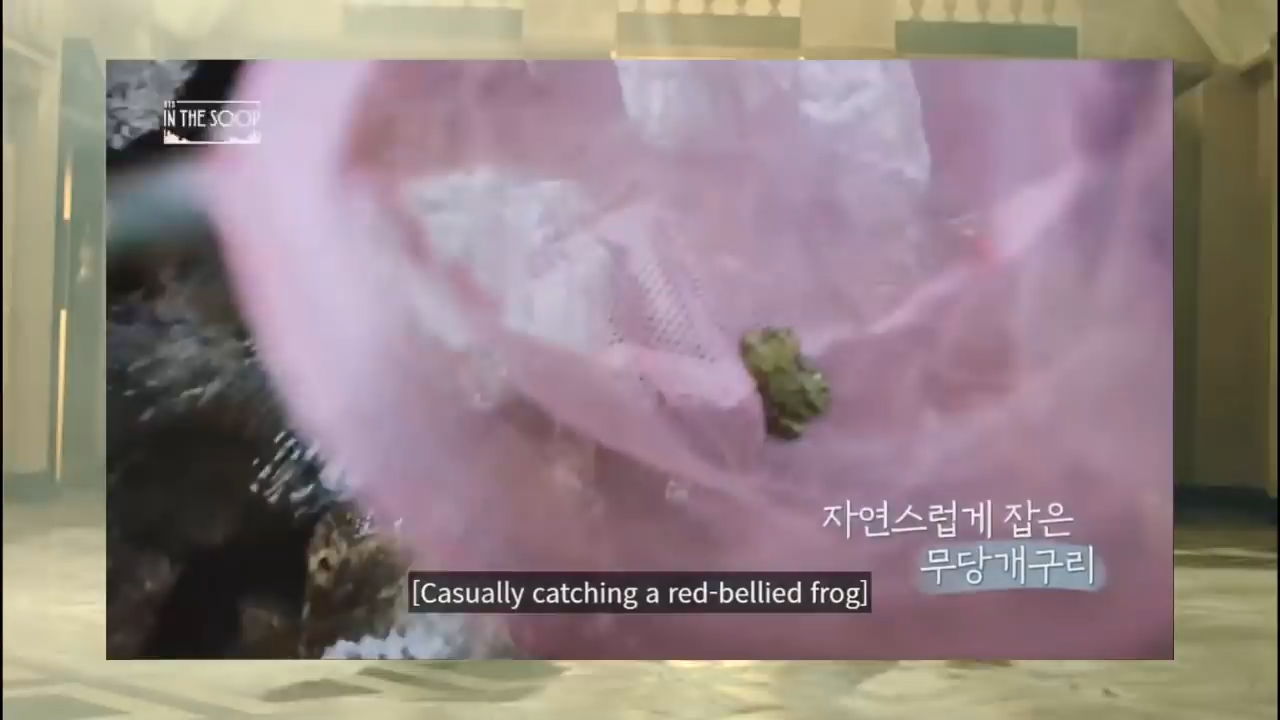 BTS
IN THE SOOP
자연스럽게 잡은
무당개구리
[Casually catching a red-bellied frog]